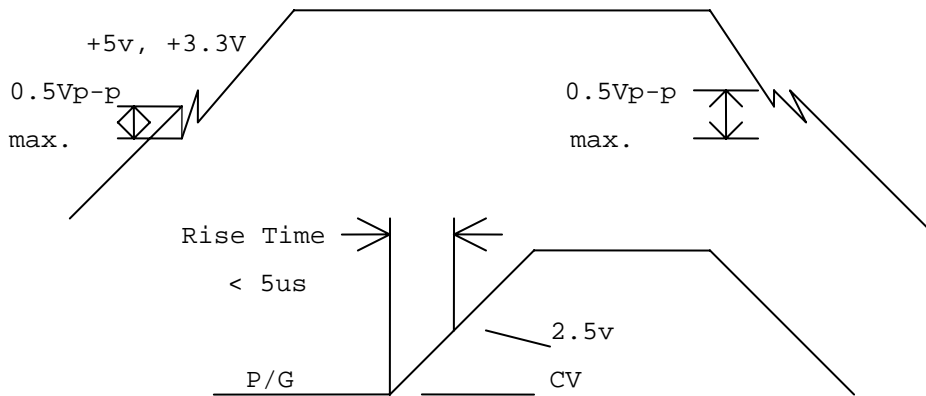 +5v, +3.3V
0.5Vp-p
max.
0.5Vp-p
max.
Rise Time
< 5us
2.5v
P/G
CV